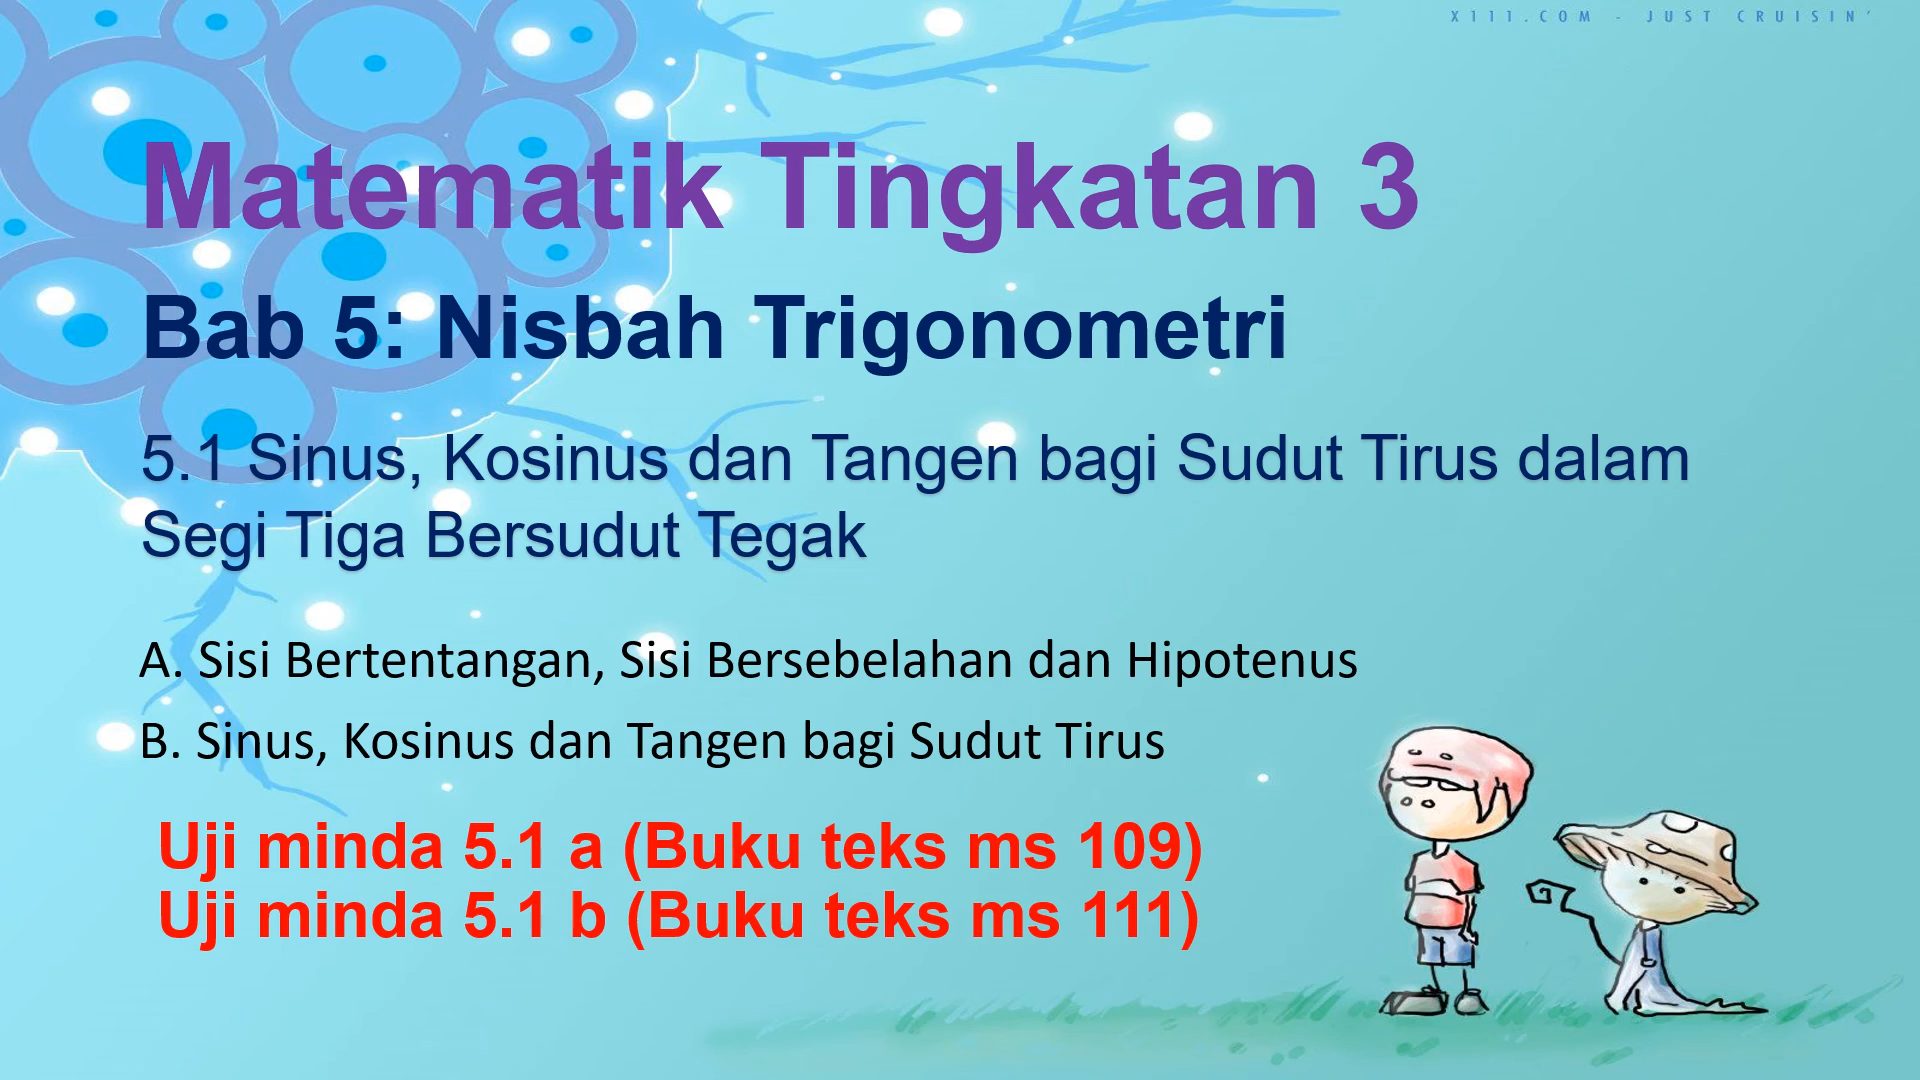 X111.COM - JUST CRUISIN'
Matematik Tingkatan 3
Bab 5: Nisbah Trigonometri
5.1 Sinus, Kosinus dan Tangen bagi Sudut Tirus dalam
Segi Tiga Bersudut Tegak
A. Sisi Bertentangan, Sisi Bersebelahan dan Hipotenus
B. Sinus, Kosinus dan Tangen bagi Sudut Tirus
Uji minda 5.1 a (Buku teks ms 109)
Uji minda 5.1 b (Buku teks ms 111)